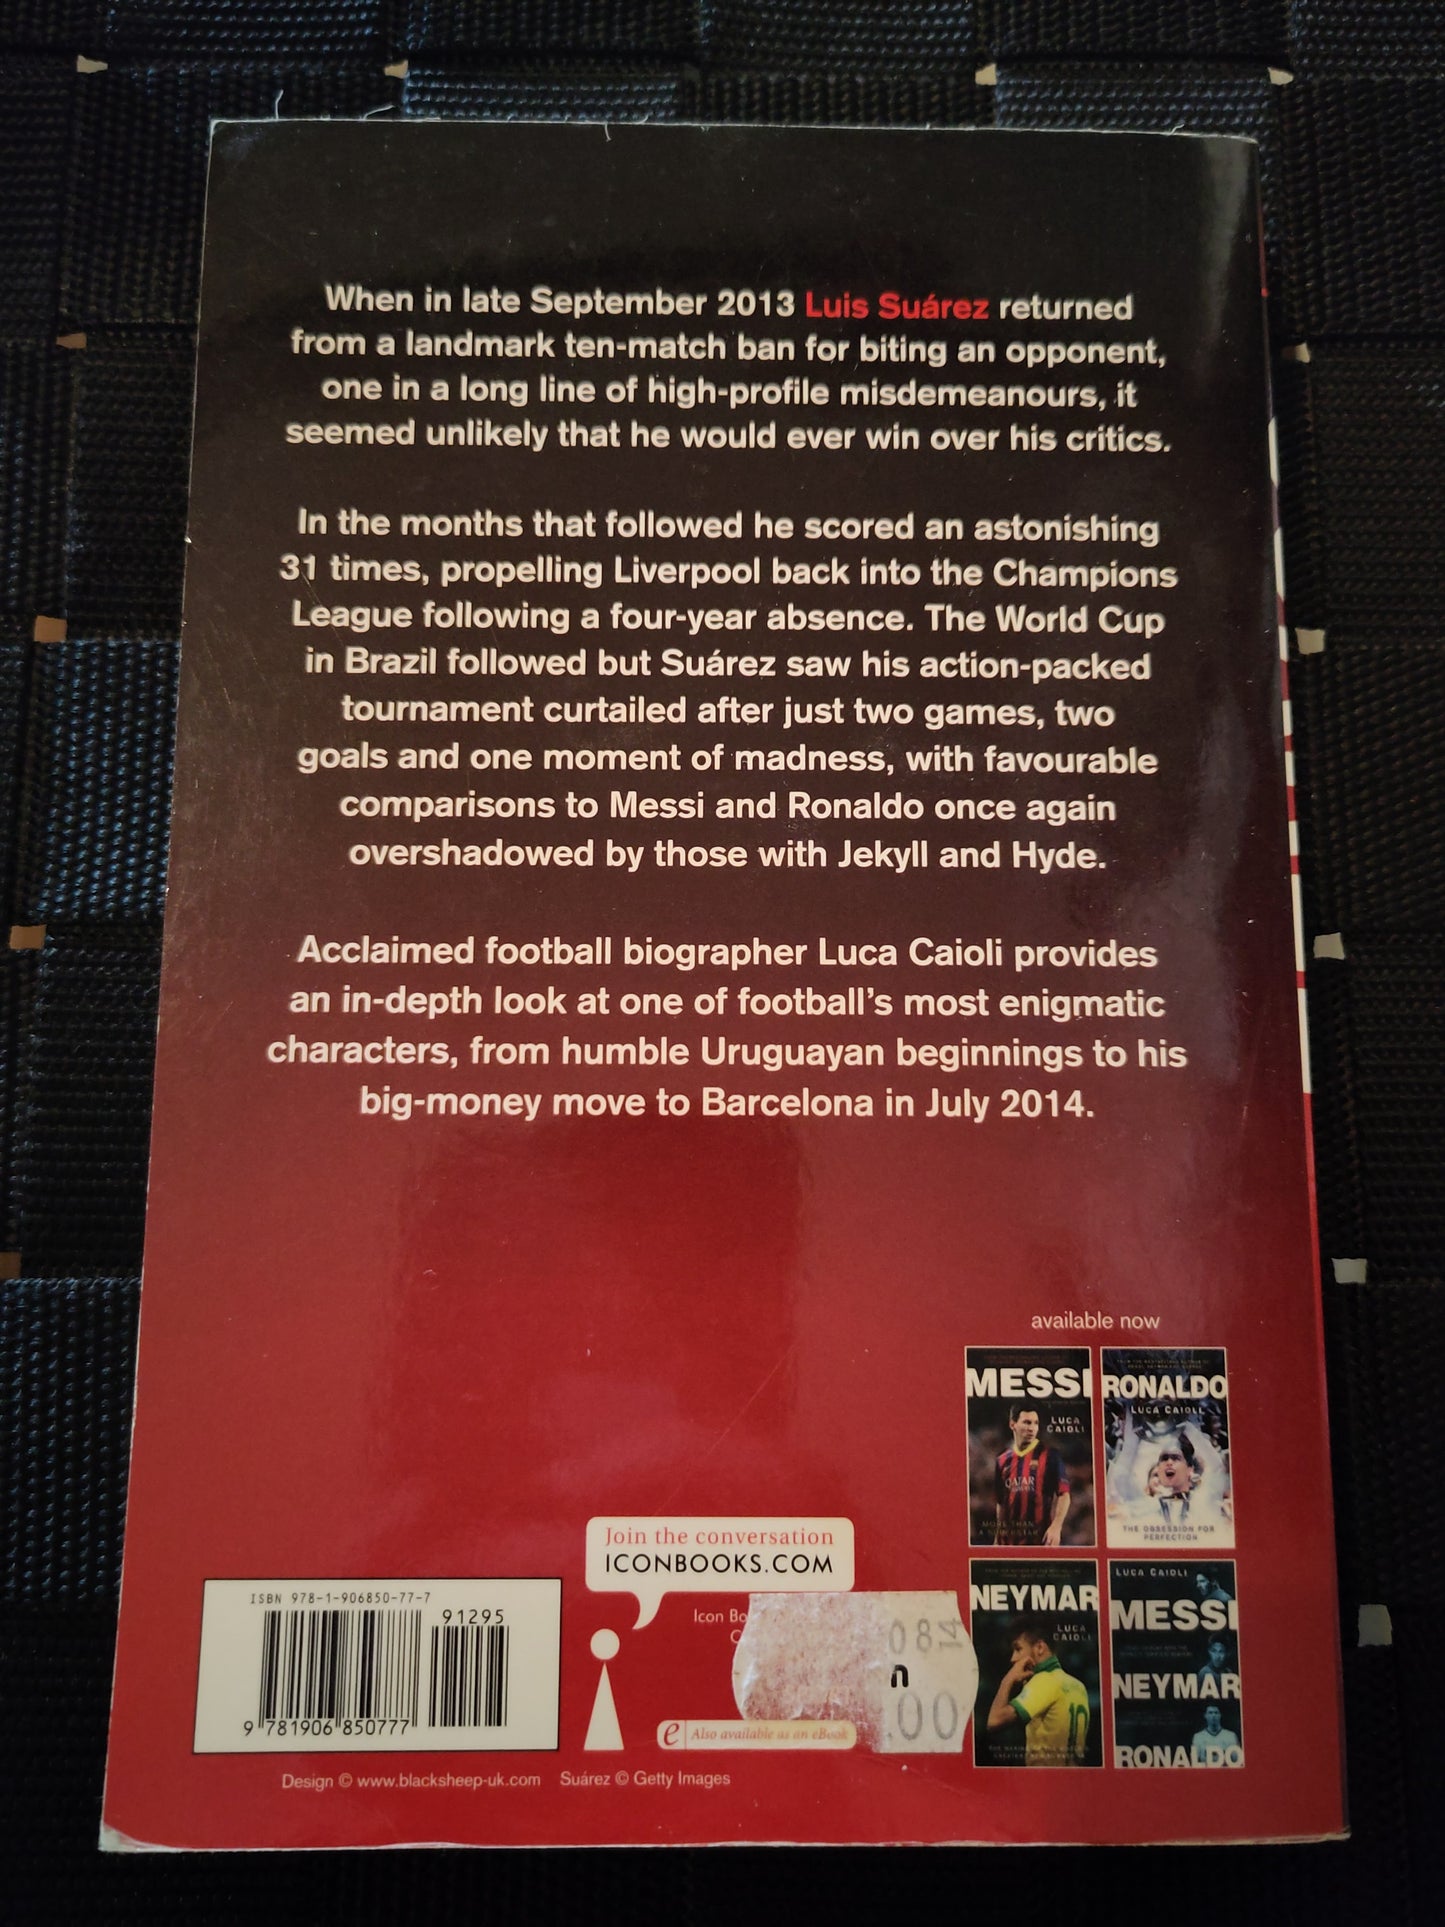 When in late September 2013 Luis Suárez returned
from a landmark ten-match ban for biting an opponent,
one in a long line of high-profile misdemeanours, it
seemed unlikely that he would ever win over his critics.
In the months that followed he scored an astonishing
31 times, propelling Liverpool back into the Champions
League following a four-year absence. The World Cup
in Brazil followed but Suárez saw his action-packed
tournament curtailed after just two games, two
goals and one moment of madness, with favourable
comparisons to Messi and Ronaldo once again
overshadowed by those with Jekyll and Hyde.
Acclaimed football biographer Luca Caioli provides
an in-depth look at one of football's most enigmatic
characters, from humble Uruguayan beginnings to his
big-money move to Barcelona in July 2014.
available now
MESSI
LUCA
CAIOLI
QATAR
MORE THAN
A SUPERSTAR
RONALDO
LUCA CAIOLI
THE OBSESSION FOR
PERFECTION
NEYMAR
LUCA
CAIOLI
10
LUCA CAIOLI
MESSI
NEYMAR
RONALDO
Join the conversation
ICONBOOKS.COM
Icon
08
14
n
.00
e Also available as an eBook
ISBN 978-1-906850-77-7
91295
9 781906 850777
Design © www.blacksheep-uk.com Suárez © Getty Images